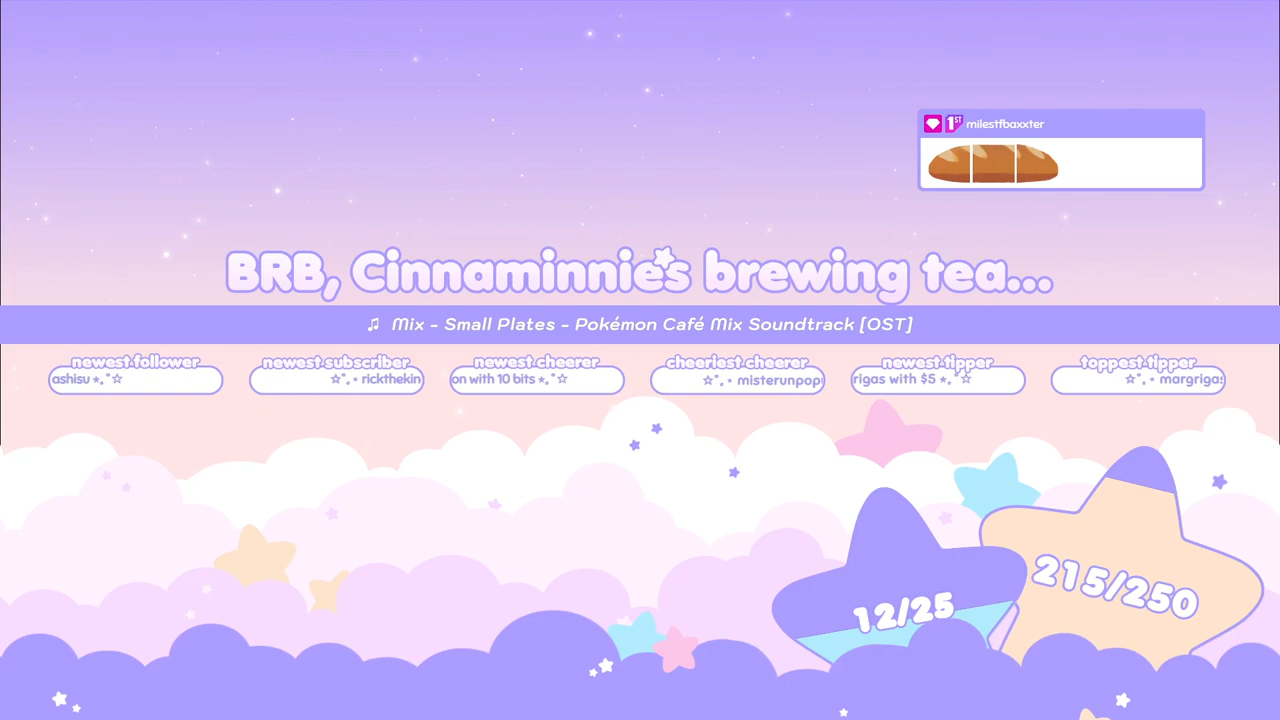 1ST milestfbaxxter
BRB, Cinnaminnie's brewing tea...
♫ Mix - Small Plates - Pokémon Café Mix Soundtrack [OST]
newest follower newest subscriber newest cheerer cheeriest cheerer newest tipper toppest tipper
ashisu ⋆｡˚☆ ☆˚｡⋆ rickthekin on with 10 bits ⋆｡˚☆ ☆˚｡⋆ misterunpop rigas with $5 ⋆｡˚☆ ☆˚｡⋆ margrigas
215/250
12/25